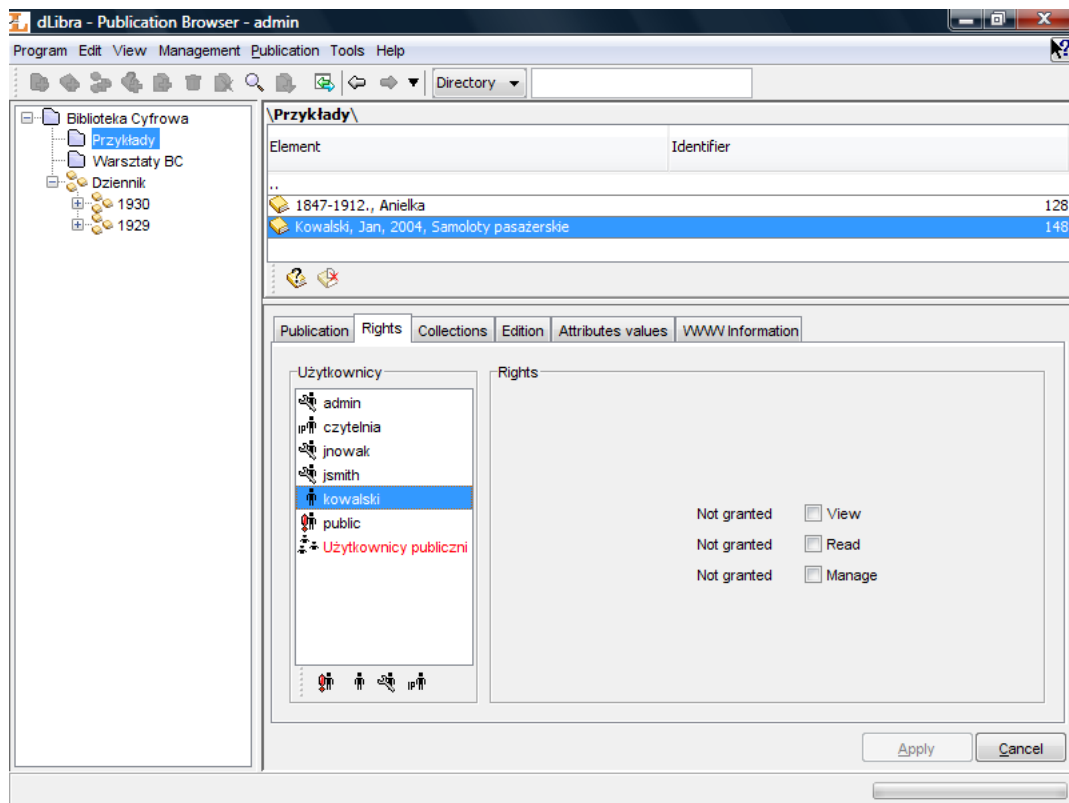 dLibra - Publication Browser - admin
Program Edit View Management Publication Tools Help
Directory
Biblioteka Cyfrowa
Przykłady
Warsztaty BC
Dziennik
1930
1929
\Przykłady\
Element Identifier
..
1847-1912., Anielka 128
Kowalski, Jan, 2004, Samoloty pasażerskie 148
Publication Rights Collections Edition Attributes values WWW Information
Użytkownicy
admin
IP czytelnia
jnowak
jsmith
kowalski
public
Użytkownicy publiczni
IP
Rights
Not granted View
Not granted Read
Not granted Manage
Apply Cancel